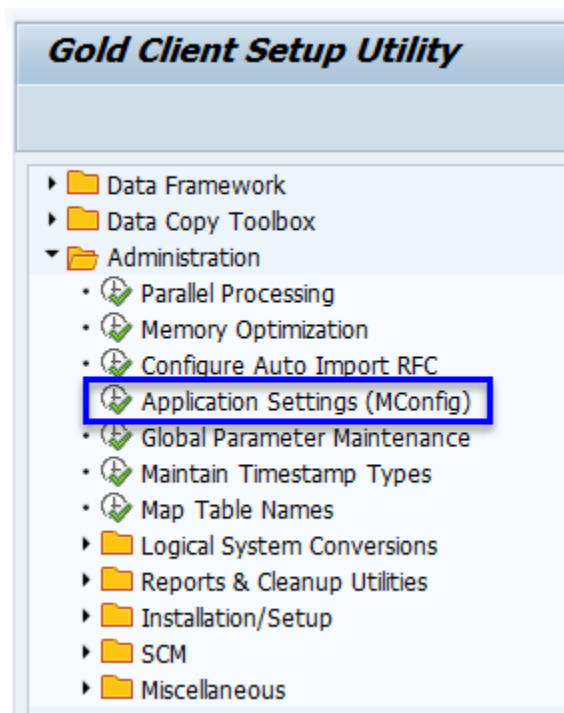 Gold Client Setup Utility
Data Framework
Data Copy Toolbox
Administration
Parallel Processing
Memory Optimization
Configure Auto Import RFC
Application Settings (MConfig)
Global Parameter Maintenance
Maintain Timestamp Types
Map Table Names
Logical System Conversions
Reports & Cleanup Utilities
Installation/Setup
SCM
Miscellaneous